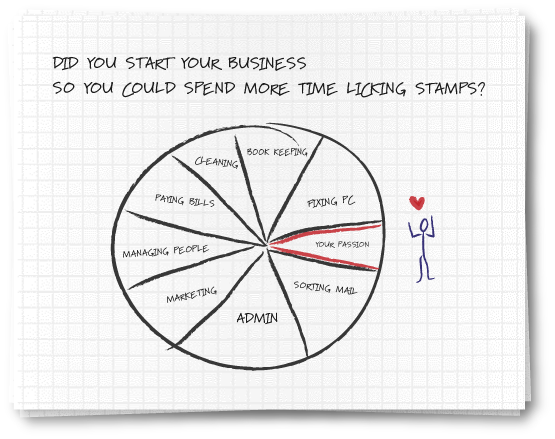 DID YOU START YOUR BUSINESS
SO YOU COULD SPEND MORE TIME LICKING STAMPS?
BOOK KEEPING
CLEANING
FIXING PC
PAYING BILLS
YOUR PASSION
MANAGING PEOPLE
SORTING MAIL
MARKETING
ADMIN